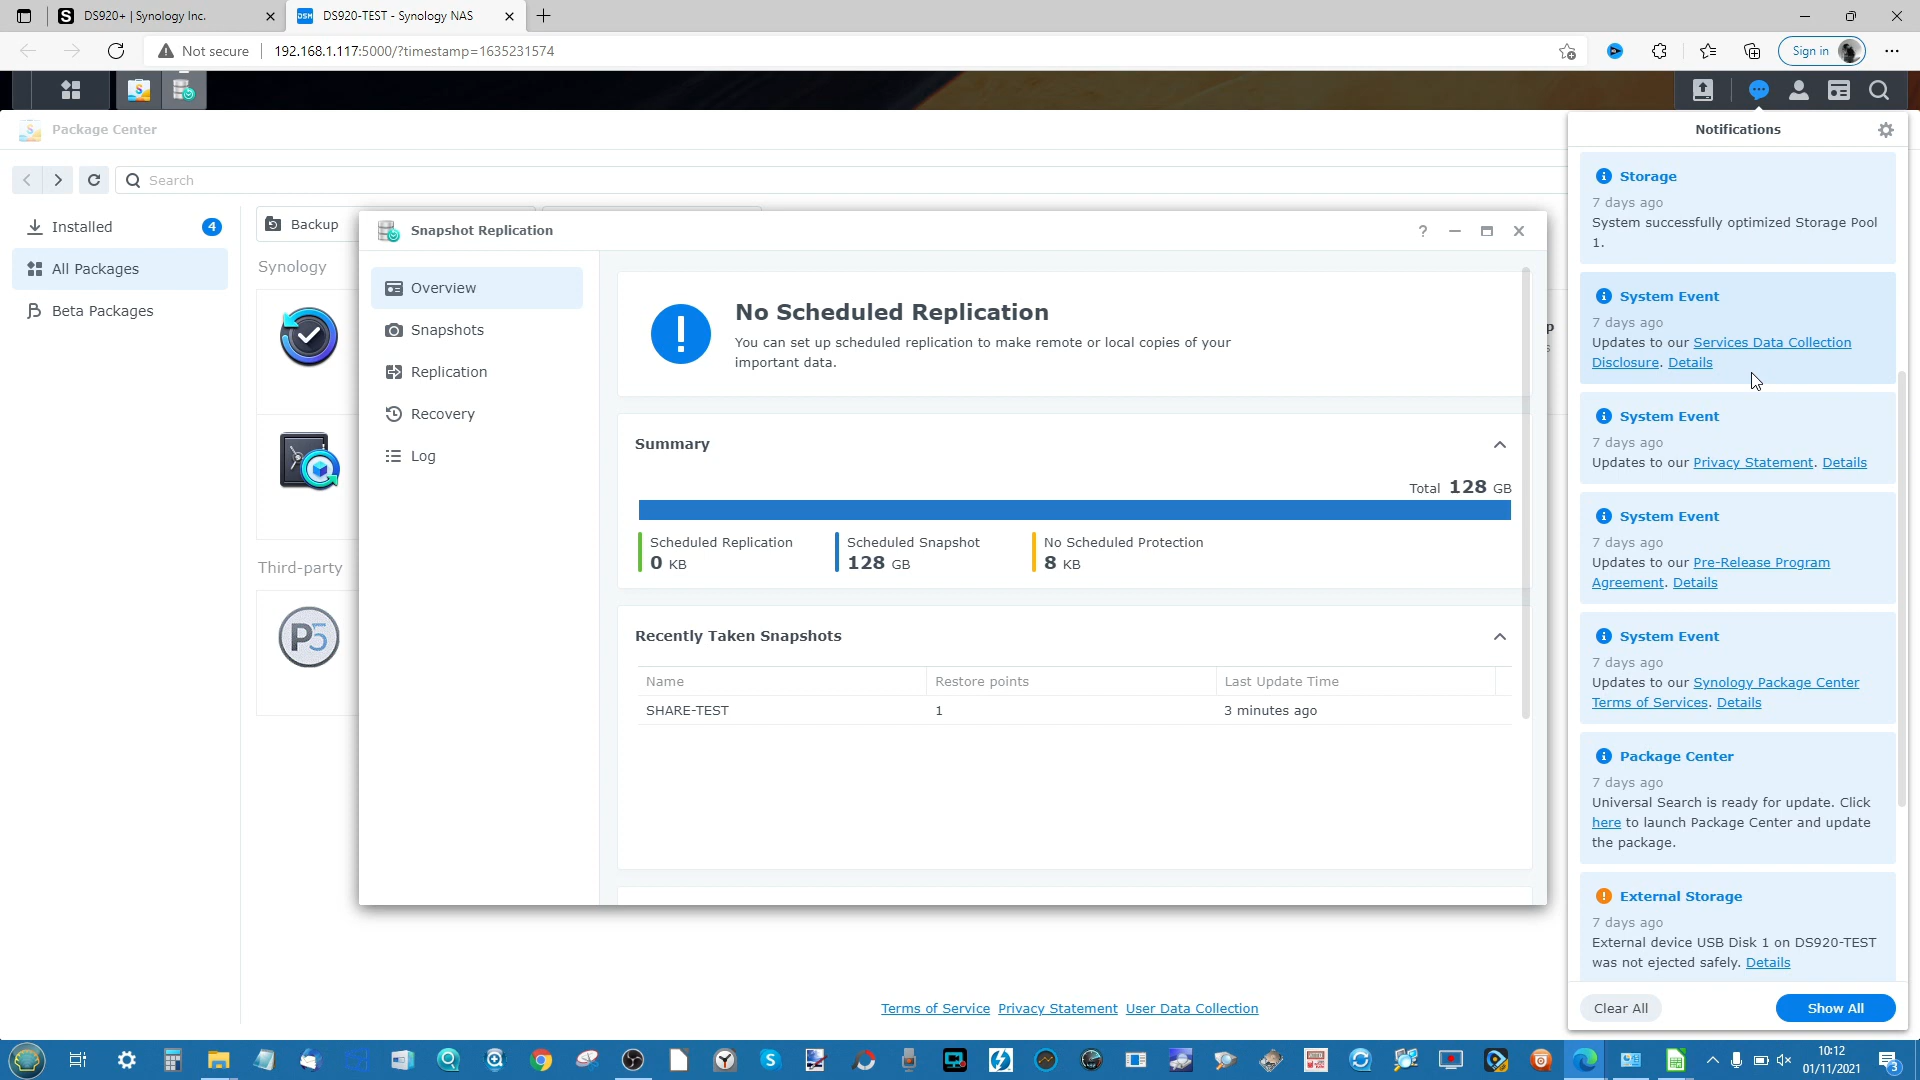 DS920+ | Synology Inc.
DS920-TEST - Synology NAS
Not secure
192.168.1.117:5000/?timestamp=1635231574
Sign in
Package Center
Search
Installed
4
All Packages
Beta Packages
Backup
Synology
Third-party
P5
Snapshot Replication
Overview
Snapshots
Replication
Recovery
Log
No Scheduled Replication
You can set up scheduled replication to make remote or local copies of your
important data.
Summary
Total 128 GB
Scheduled Replication
0 KB
Scheduled Snapshot
128 GB
No Scheduled Protection
8 KB
Recently Taken Snapshots
Name
Restore points
Last Update Time
SHARE-TEST
1
3 minutes ago
Terms of Service
Privacy Statement
User Data Collection
Notifications
Storage
7 days ago
System successfully optimized Storage Pool
1.
System Event
7 days ago
Updates to our Services Data Collection
Disclosure. Details
System Event
7 days ago
Updates to our Privacy Statement. Details
System Event
7 days ago
Updates to our Pre-Release Program
Agreement. Details
System Event
7 days ago
Updates to our Synology Package Center
Terms of Services. Details
Package Center
7 days ago
Universal Search is ready for update. Click
here to launch Package Center and update
the package.
External Storage
7 days ago
External device USB Disk 1 on DS920-TEST
was not ejected safely. Details
Clear All
Show All
10:12
01/11/2021
3